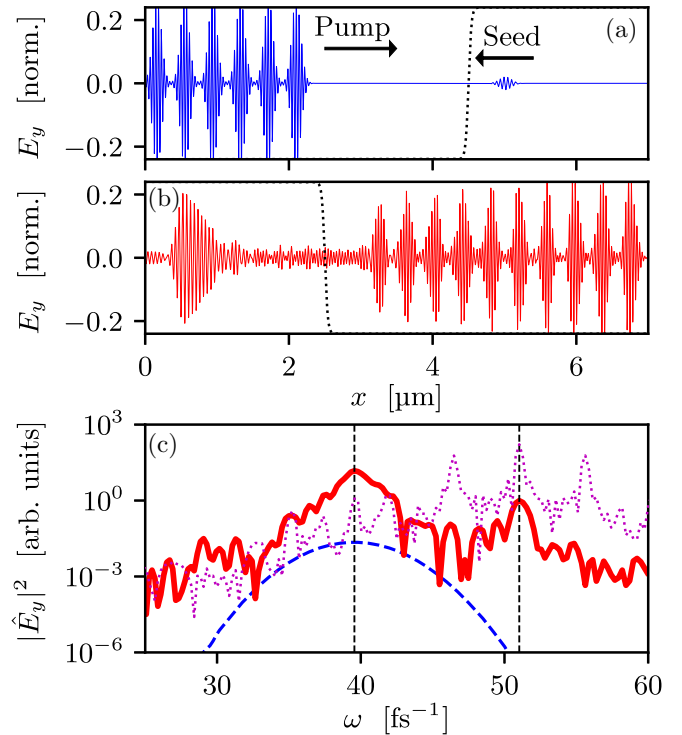 Pump
Seed
(a)
0.2
0.0
−0.2
E_y [norm.]
(b)
0.2
0.0
−0.2
E_y [norm.]
0 2 4 6
x [µm]
(c)
10^3
10^0
10^−3
10^−6
|Ê_y|^2 [arb. units]
30 40 50 60
ω [fs^−1]